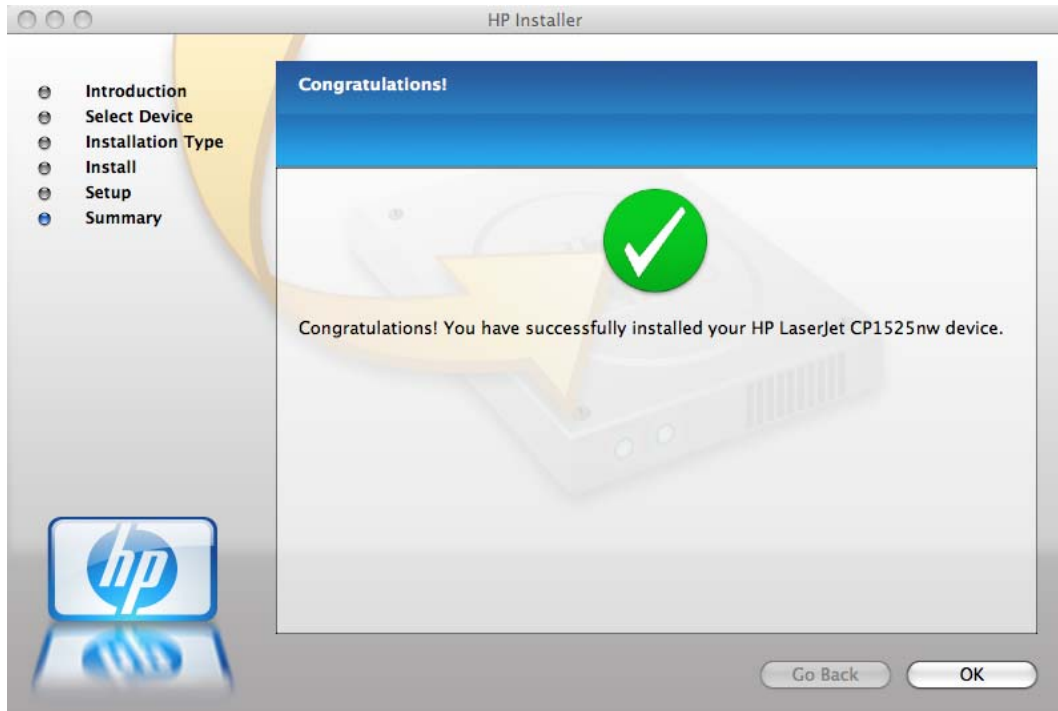 HP Installer
Introduction
Select Device
Installation Type
Install
Setup
Summary
Congratulations!
Congratulations! You have successfully installed your HP LaserJet CP1525nw device.
hp
Go Back
OK